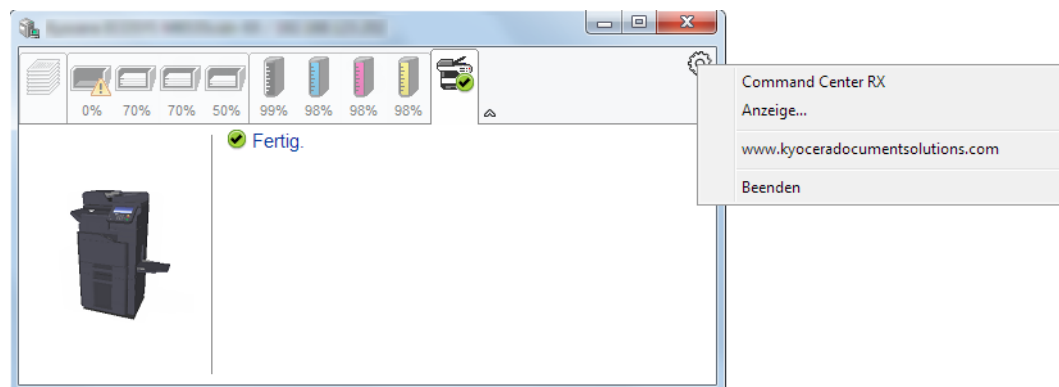 0% 70% 70% 50% 99% 98% 98% 98%
Fertig.
Command Center RX
Anzeige...
www.kyoceradocumentsolutions.com
Beenden